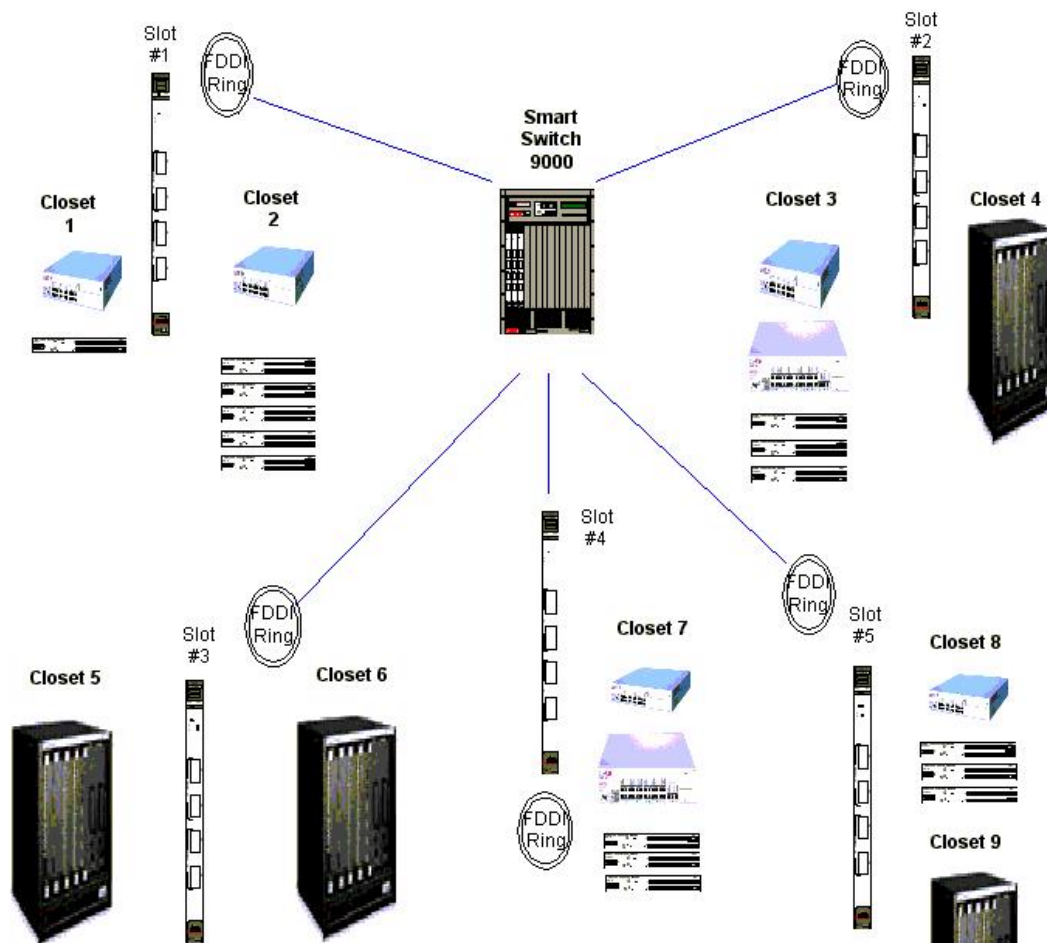 Slot
#1
FDDI
Ring
Smart
Switch
9000
FDDI
Ring
Slot
#2
Closet
1
Closet
2
Closet 3
Closet 4
Slot
#4
FDDI
Ring
Slot
#3
FDDI
Ring
Slot
#5
Closet 5
Closet 6
Closet 7
Closet 8
FDDI
Ring
Closet 9